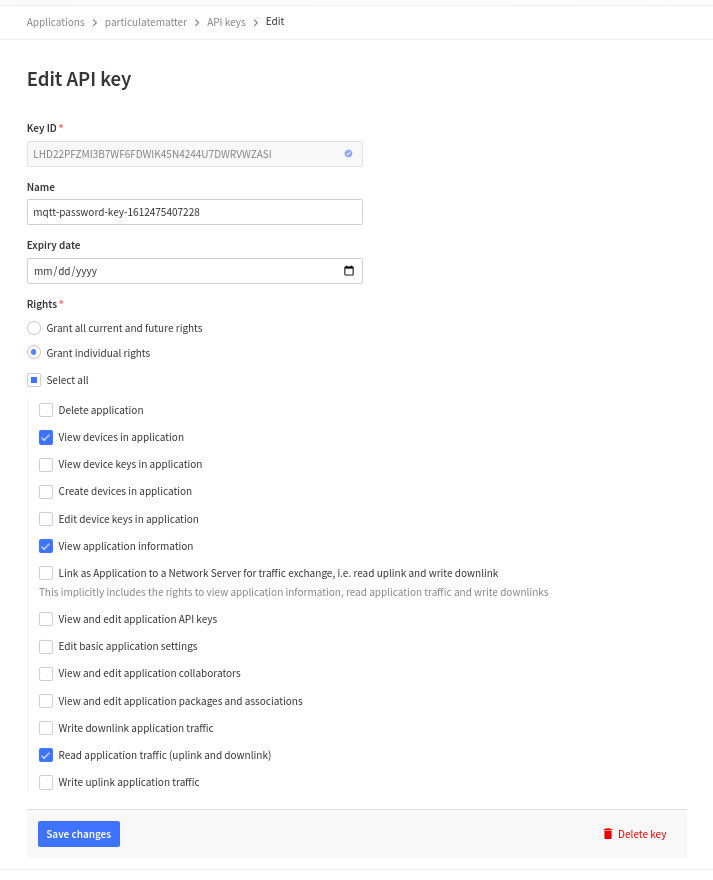 Applications > particulatematter > API keys > Edit
Edit API key
Key ID *
LHD22PFZMI3B7WF6FDWIK45N4244U7DWRVWZASI
Name
mqtt-password-key-1612475407228
Expiry date
mm/dd/yyyy
Rights *
Grant all current and future rights
Grant individual rights
Select all
Delete application
View devices in application
View device keys in application
Create devices in application
Edit device keys in application
View application information
Link as Application to a Network Server for traffic exchange, i.e. read uplink and write downlink
This implicitly includes the rights to view application information, read application traffic and write downlinks
View and edit application API keys
Edit basic application settings
View and edit application collaborators
View and edit application packages and associations
Write downlink application traffic
Read application traffic (uplink and downlink)
Write uplink application traffic
Save changes
Delete key